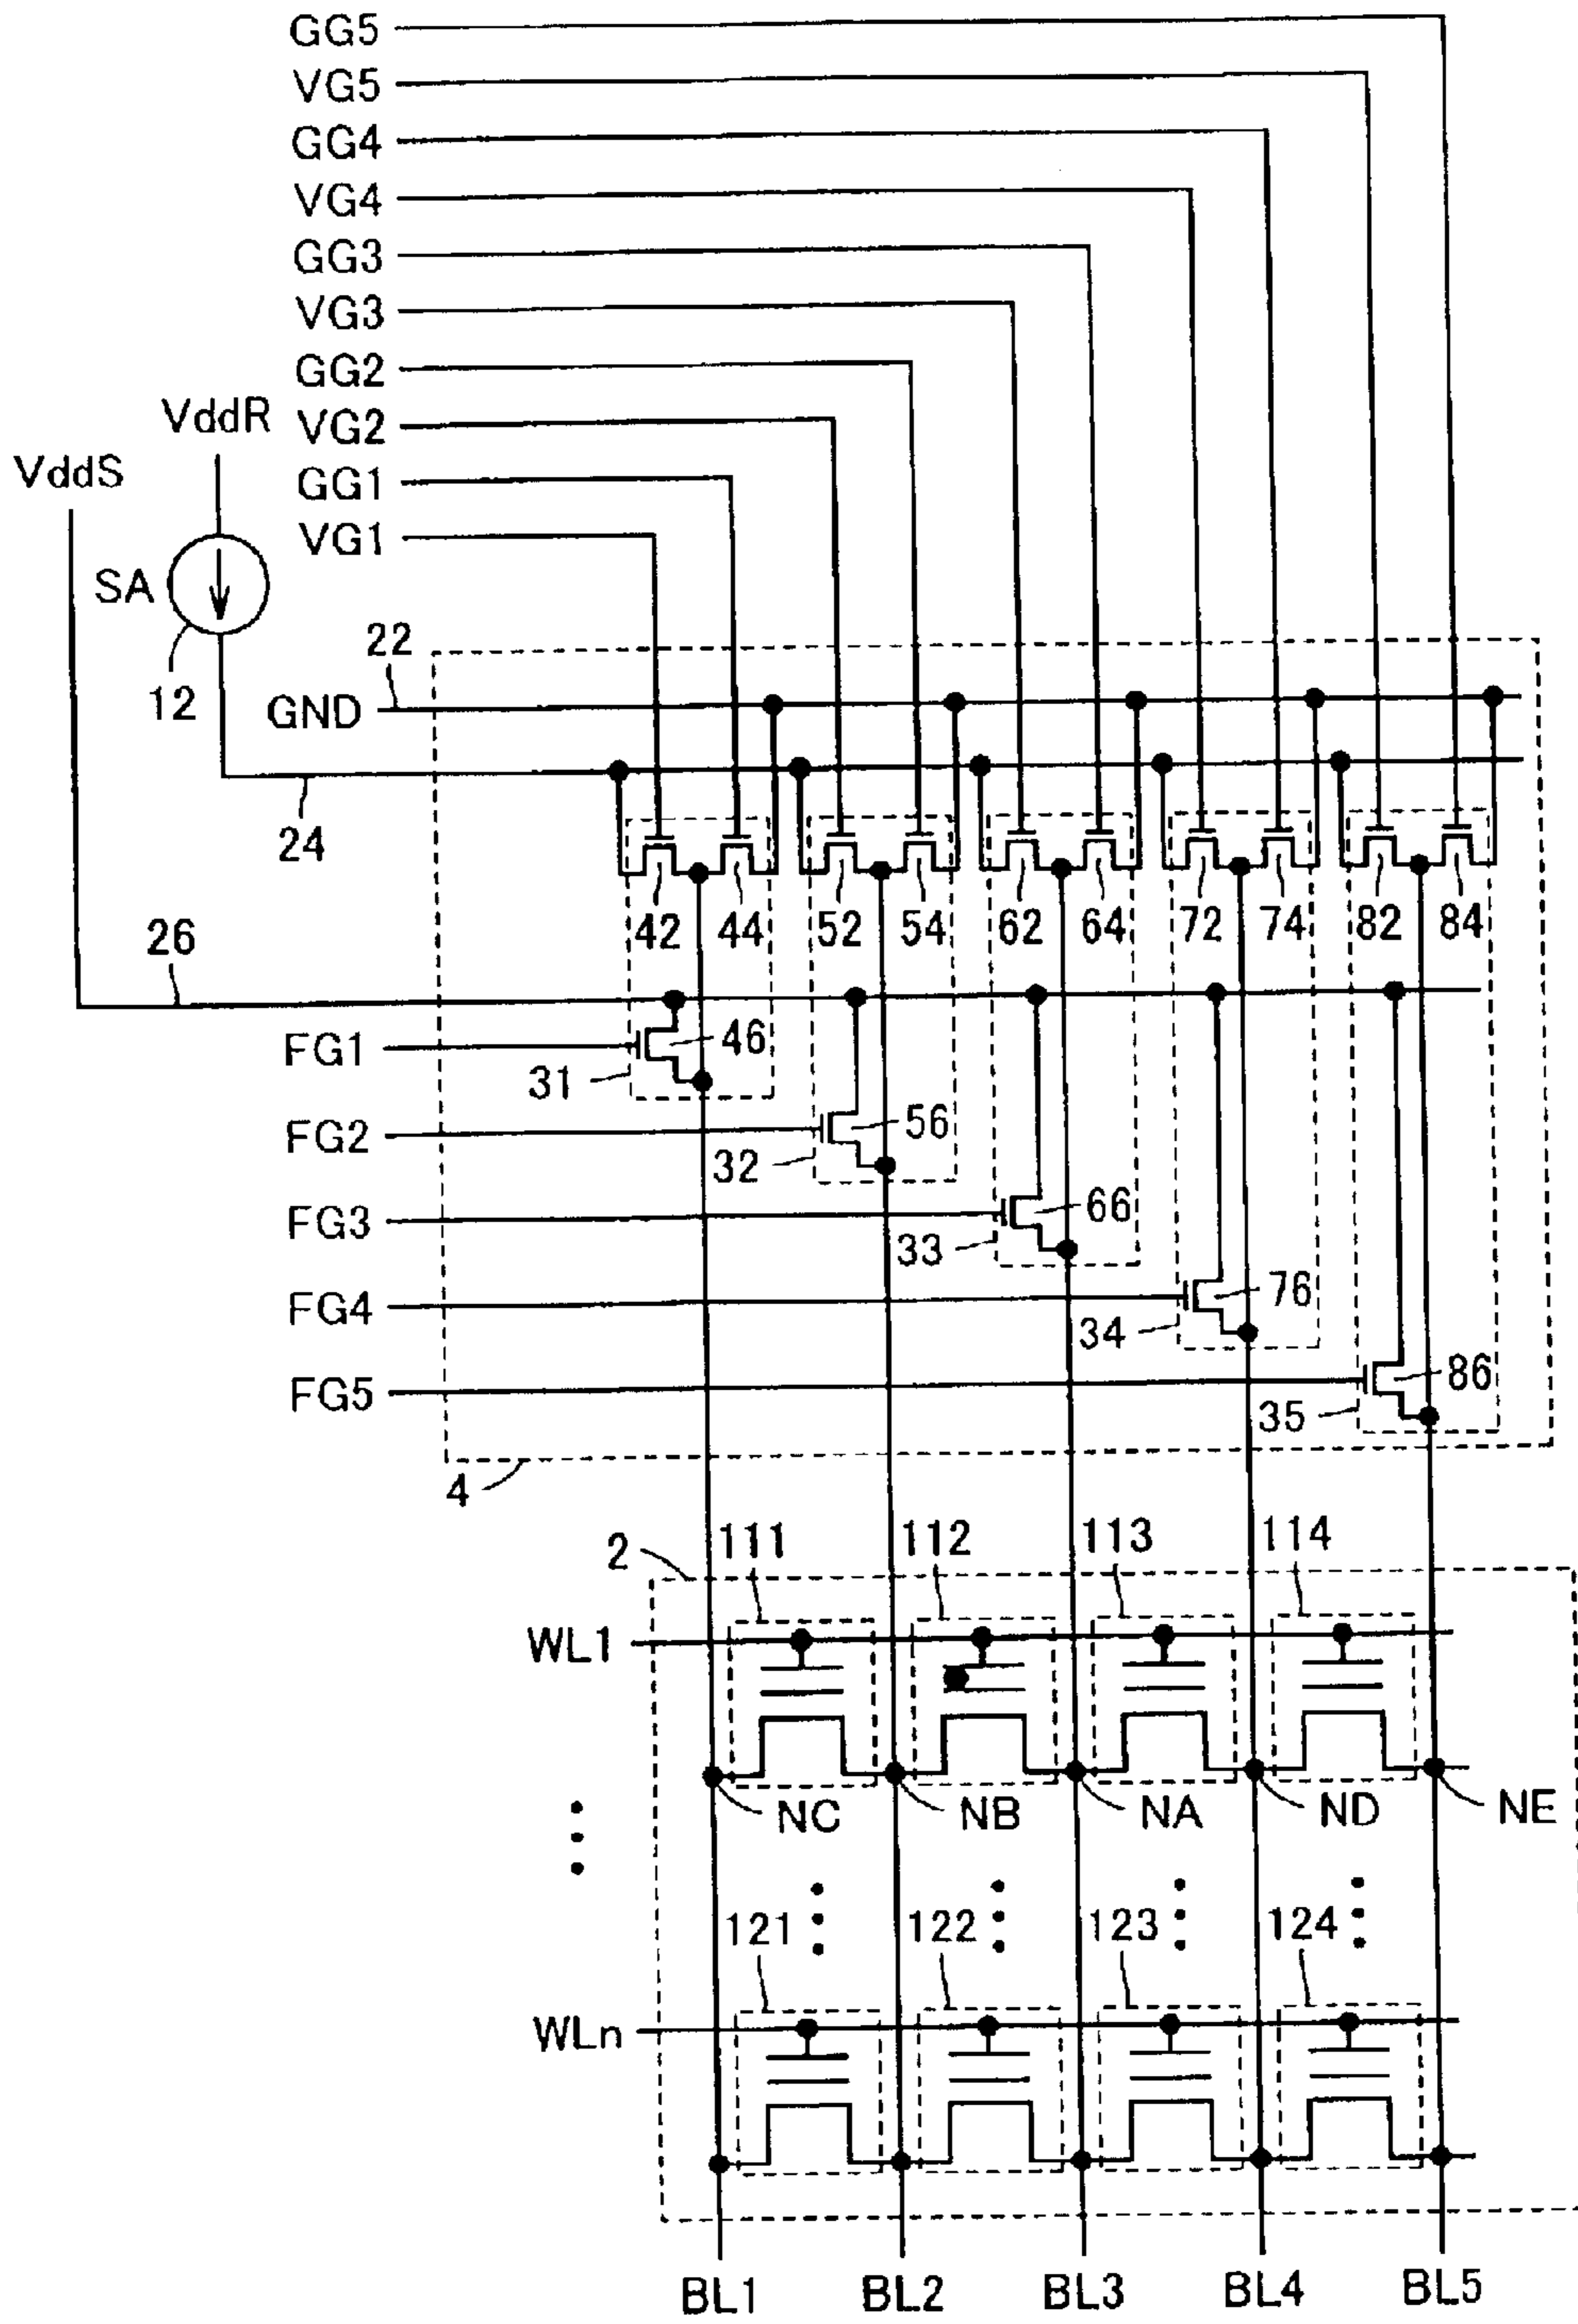 GG5
VG5
GG4
VG4
GG3
VG3
GG2
VddR VG2
VddS GG1
VG1
SA
12 22
GND
24
42 44 52 54 62 64 72 74 82 84
26
FG1 31 46
FG2 32 56
FG3 33 66
FG4 34 76
FG5 35 86
4
2 111 112 113 114
WL1
NC NB NA ND NE
121 122 123 124
WLn
BL1 BL2 BL3 BL4 BL5